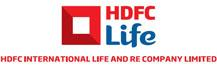 HDFC
Life
HDFC INTERNATIONAL LIFE AND RE COMPANY LIMITED